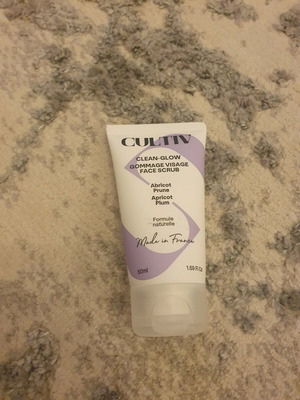 CULTIV
CLEAN-GLOW
GOMMAGE VISAGE
FACE SCRUB
Abricot
Prune
Apricot
Plum
Formule
naturelle
Made in France
50ml 1.69 Fl.Oz